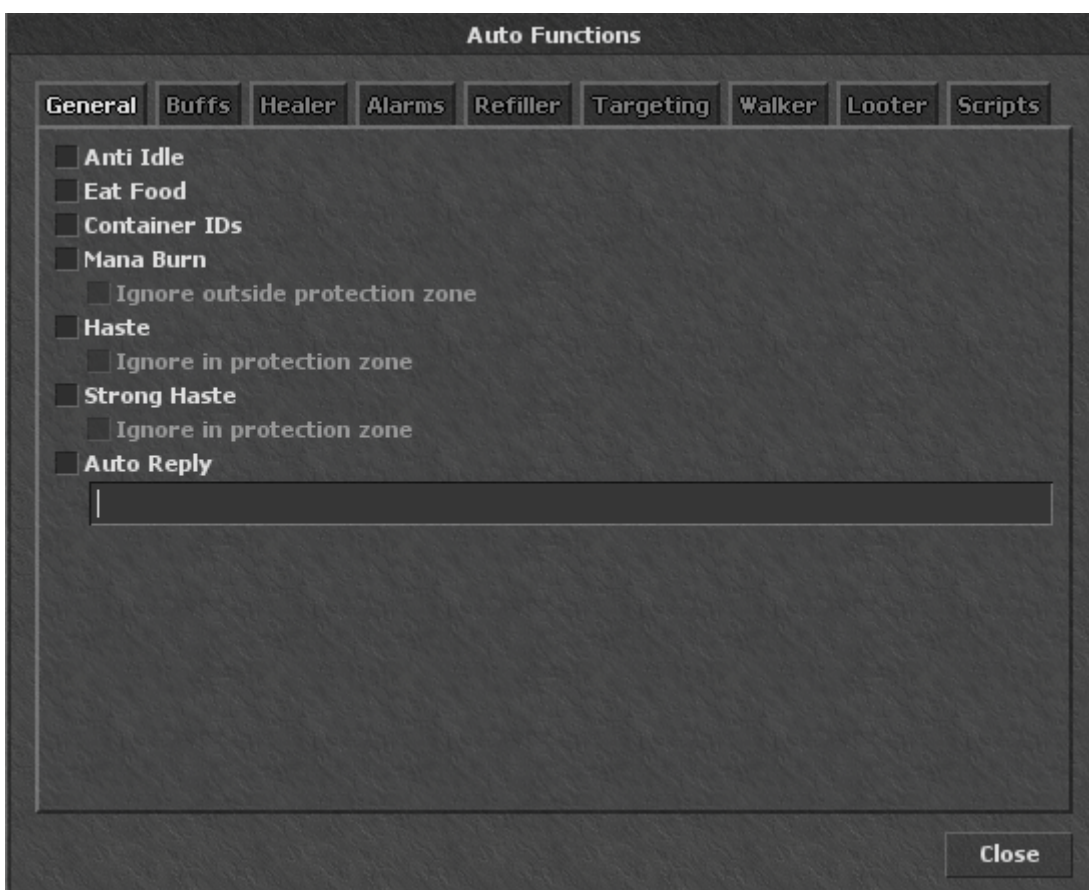 Auto Functions
General Buffs Healer Alarms Refiller Targeting Walker Looter Scripts
Anti Idle
Eat Food
Container IDs
Mana Burn
Ignore outside protection zone
Haste
Ignore in protection zone
Strong Haste
Ignore in protection zone
Auto Reply
Close